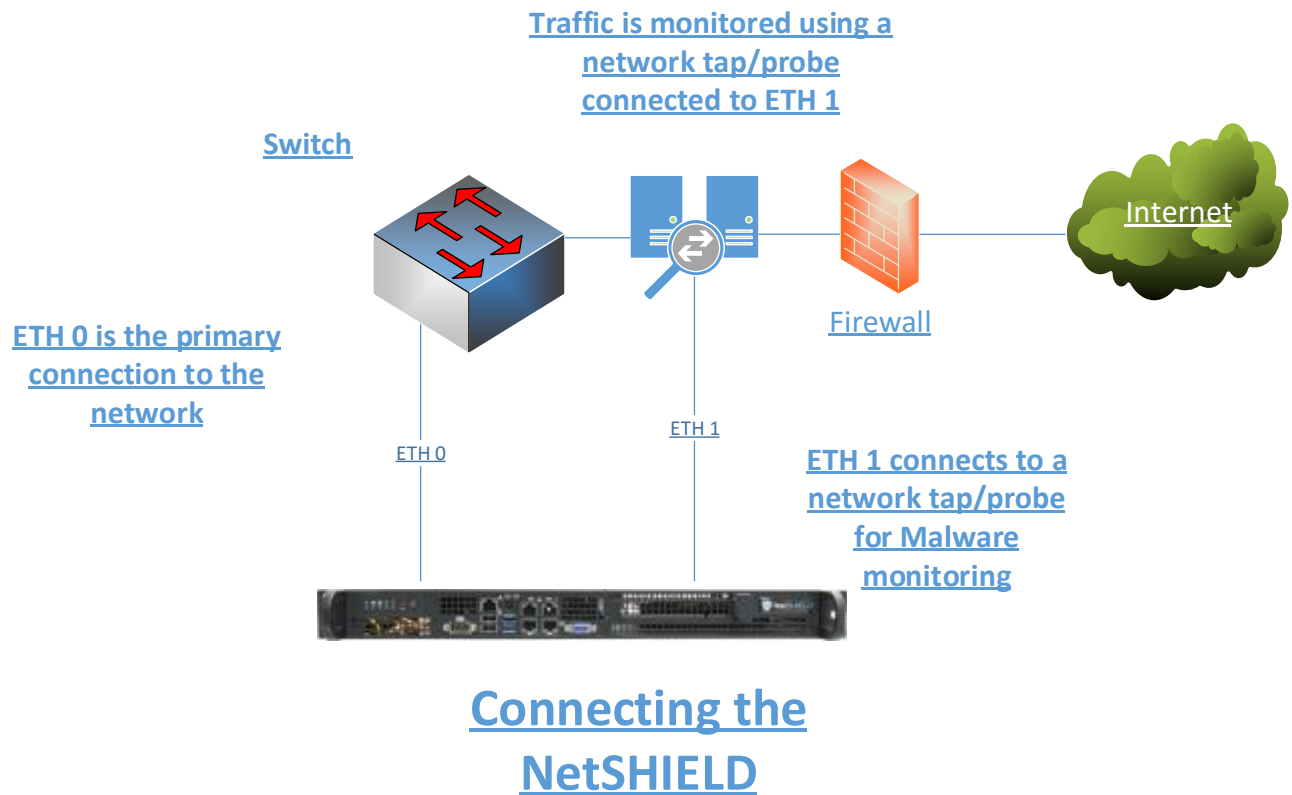 Traffic is monitored using a
network tap/probe
connected to ETH 1
Switch
Internet
Firewall
ETH 0 is the primary
connection to the
network
ETH 0
ETH 1
ETH 1 connects to a
network tap/probe
for Malware
monitoring
Connecting the
NetSHIELD